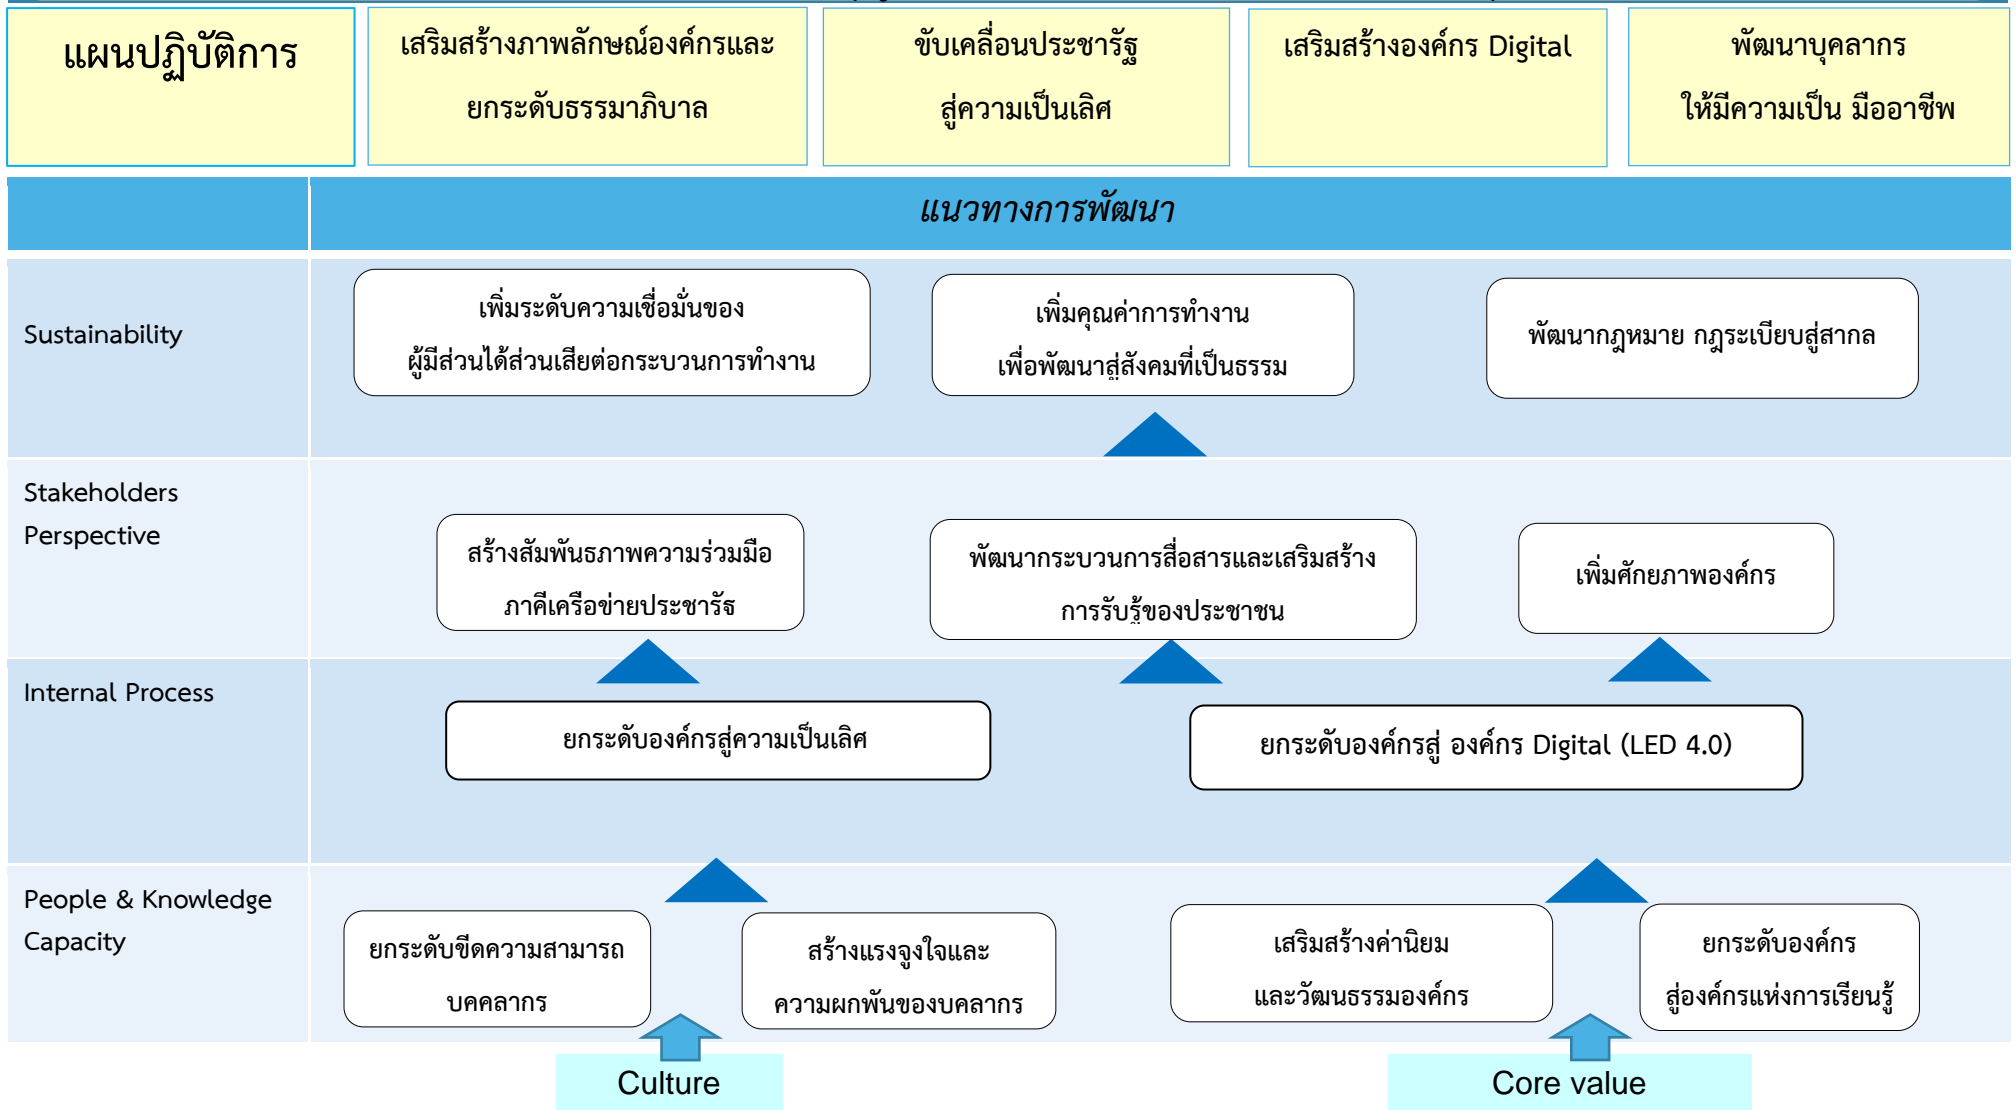 แผนปฏิบัติการ
เสริมสร้างภาพลักษณ์องค์กรและ
ยกระดับธรรมาภิบาล
ขับเคลื่อนประชารัฐ
สู่ความเป็นเลิศ
เสริมสร้างองค์กร Digital
พัฒนาบุคลากร
ให้มีความเป็น มืออาชีพ
แนวทางการพัฒนา
Sustainability
เพิ่มระดับความเชื่อมั่นของ
ผู้มีส่วนได้ส่วนเสียต่อกระบวนการทำงาน
เพิ่มคุณค่าการทำงาน
เพื่อพัฒนาสู่สังคมที่เป็นธรรม
พัฒนากฎหมาย กฎระเบียบสู่สากล
Stakeholders
Perspective
สร้างสัมพันธภาพความร่วมมือ
ภาคีเครือข่ายประชารัฐ
พัฒนากระบวนการสื่อสารและเสริมสร้าง
การรับรู้ของประชาชน
เพิ่มศักยภาพองค์กร
Internal Process
ยกระดับองค์กรสู่ความเป็นเลิศ
ยกระดับองค์กรสู่ องค์กร Digital (LED 4.0)
People & Knowledge
Capacity
ยกระดับขีดความสามารถ
บุคคลากร
สร้างแรงจูงใจและ
ความผูกพันของบุคลากร
เสริมสร้างค่านิยม
และวัฒนธรรมองค์กร
ยกระดับองค์กร
สู่องค์กรแห่งการเรียนรู้
Culture
Core value